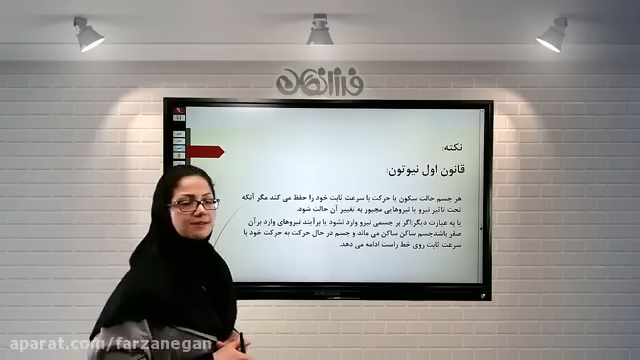 فرزانگان
نکته:
قانون اول نیوتون:
هر جسم حالت سکون یا حرکت یا سرعت ثابت خود را حفظ می کند مگر آنکه
تحت تاثیر نیرو یا نیروهایی مجبور به تغییر آن حالت شود.
یا به عبارت دیگر:اگر بر جسمی نیرو وارد نشود یا برآیند نیروهای وارد برآن
صفر باشدجسم ساکن ساکن می ماند و جسم در حال حرکت به حرکت خود با
سرعت ثابت روی خط راست ادامه می دهد.
aparat.com/farzanegan